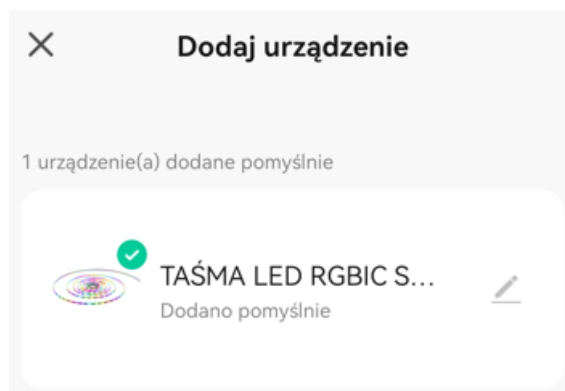 Dodaj urządzenie
1 urządzenie(a) dodane pomyślnie
TAŚMA LED RGBIC S...
Dodano pomyślnie